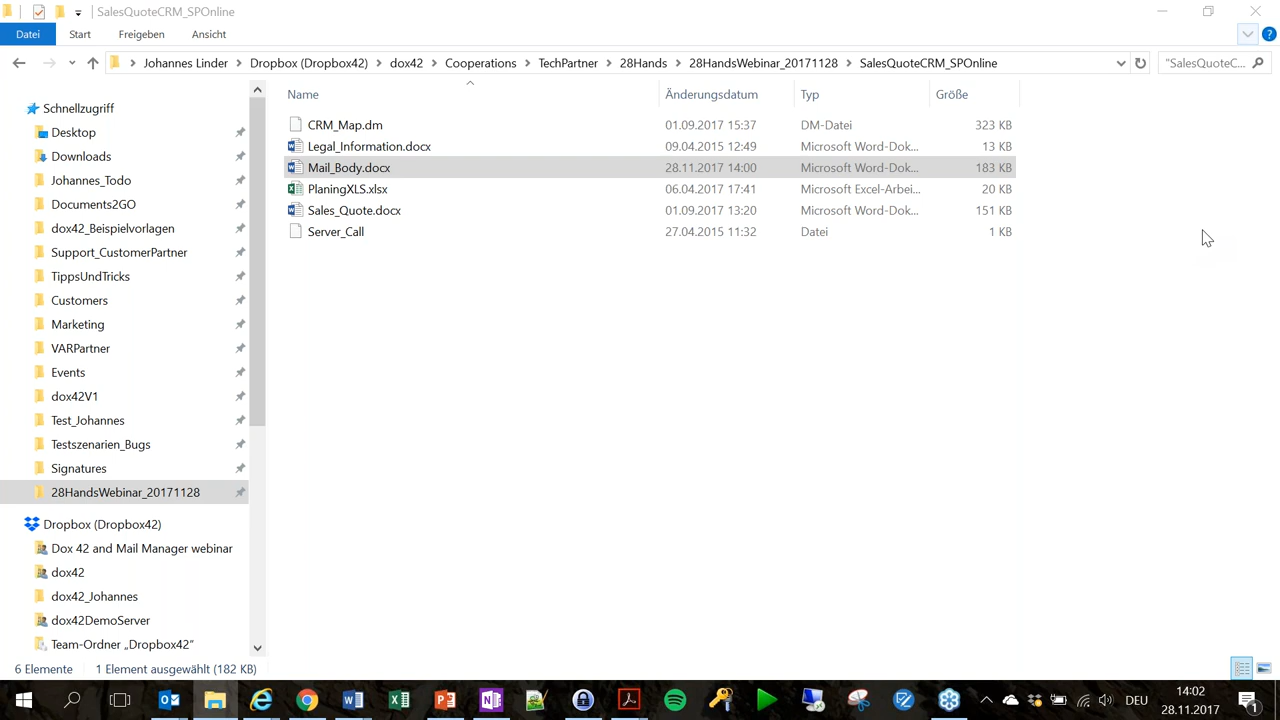 SalesQuoteCRM_SPOnline
Datei Start Freigeben Ansicht
Johannes Linder Dropbox (Dropbox42) dox42 Cooperations TechPartner 28Hands 28HandsWebinar_20171128 SalesQuoteCRM_SPOnline "SalesQuoteC...
Name Änderungsdatum Typ Größe
Schnellzugriff
Desktop
Downloads
Johannes_Todo
Documents2GO
dox42_Beispielvorlagen
Support_CustomerPartner
TippsUndTricks
Customers
Marketing
VARPartner
Events
dox42V1
Test_Johannes
Testszenarien_Bugs
Signatures
28HandsWebinar_20171128
Dropbox (Dropbox42)
Dox 42 and Mail Manager webinar
dox42
dox42_Johannes
dox42DemoServer
Team-Ordner „Dropbox42“
CRM_Map.dm 01.09.2017 15:37 DM-Datei 323 KB
Legal_Information.docx 09.04.2015 12:49 Microsoft Word-Dok... 13 KB
Mail_Body.docx 28.11.2017 14:00 Microsoft Word-Dok... 183 KB
PlaningXLS.xlsx 06.04.2017 17:41 Microsoft Excel-Arbei... 20 KB
Sales_Quote.docx 01.09.2017 13:20 Microsoft Word-Dok... 151 KB
Server_Call 27.04.2015 11:32 Datei 1 KB
6 Elemente 1 Element ausgewählt (182 KB)
DEU
14:02
28.11.2017
1